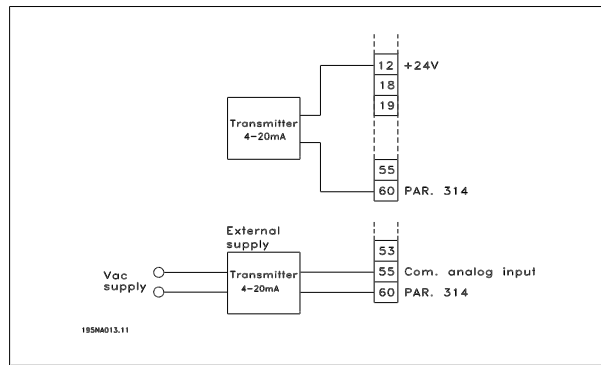 12 +24V
18
19
Transmitter
4-20mA
55
60 PAR. 314
External
supply
53
Vac
supply
Transmitter
4-20mA
55 Com. analog input
60 PAR. 314
195NA013.11